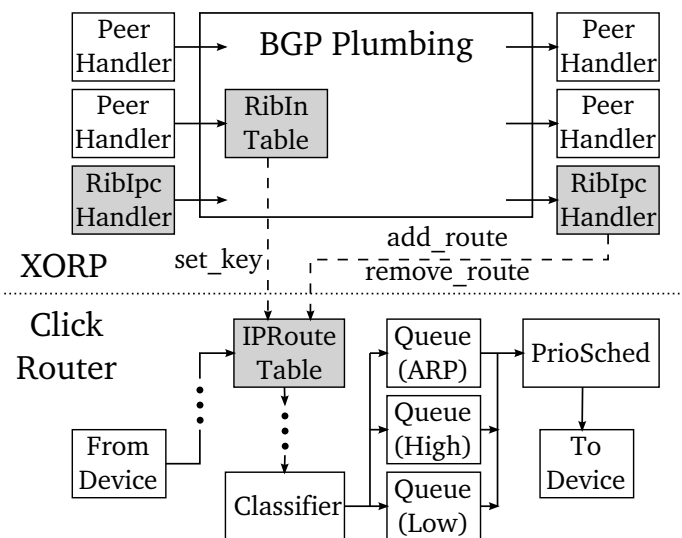 Peer
Handler
BGP Plumbing
Peer
Handler
Peer
Handler
RibIn
Table
Peer
Handler
RibIpc
Handler
RibIpc
Handler
set_key
add_route
remove_route
XORP
Click
Router
IPRoute
Table
Queue
(ARP)
PrioSched
From
Device
Queue
(High)
To
Device
Classifier
Queue
(Low)